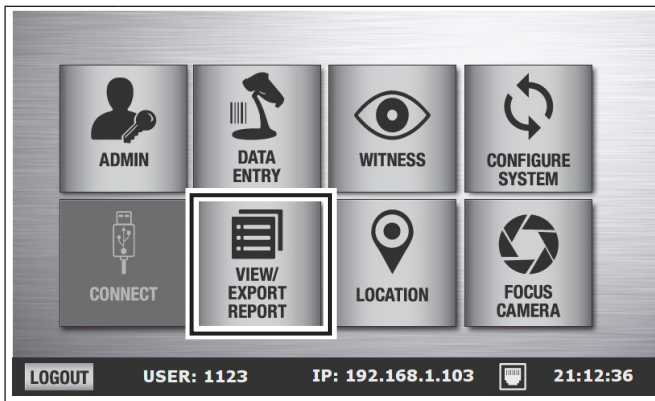 ADMIN
DATA
ENTRY
WITNESS
CONFIGURE
SYSTEM
CONNECT
VIEW/
EXPORT
REPORT
LOCATION
FOCUS
CAMERA
LOGOUT USER: 1123 IP: 192.168.1.103 21:12:36